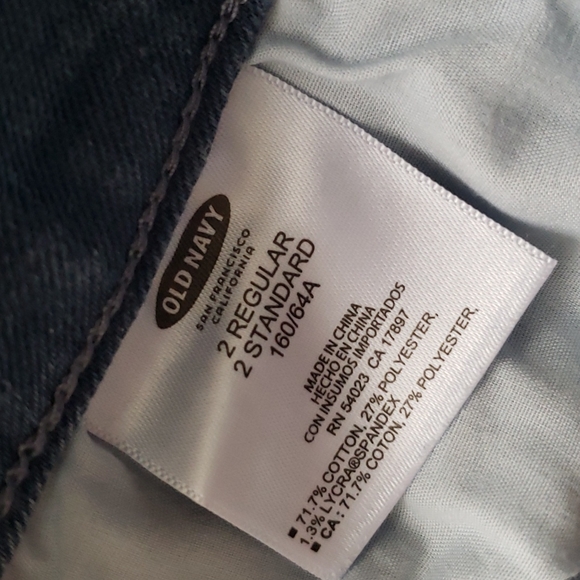 OLD NAVY
SAN FRANCISCO
CALIFORNIA
2 REGULAR
2 STANDARD
160/64A
MADE IN CHINA
HECHO EN CHINA
CON INSUMOS IMPORTADOS
RN 54023 CA 17897
■ 71.7% COTTON, 27% POLYESTER,
1.3% LYCRA®SPANDEX
■ CA : 71.7% COTON, 27% POLYESTER,